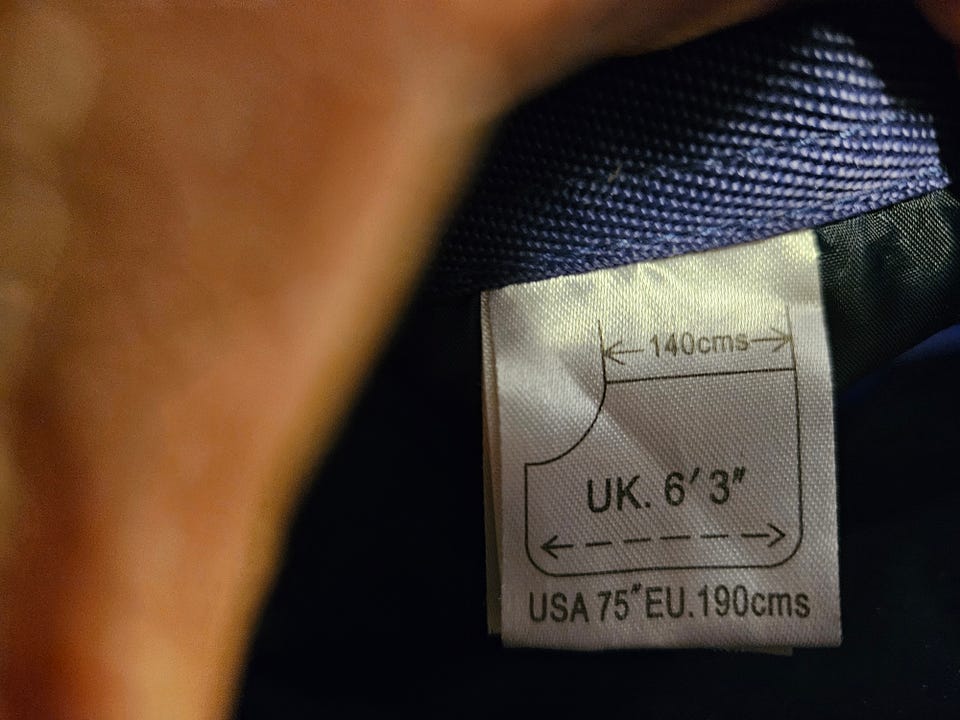 140cms
UK. 6' 3"
USA 75" EU.190cms